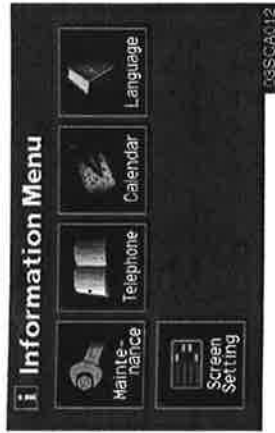 Information Menu
Mainte-
nance
Telephone
Calendar
Language
Screen
Setting
03SCA012